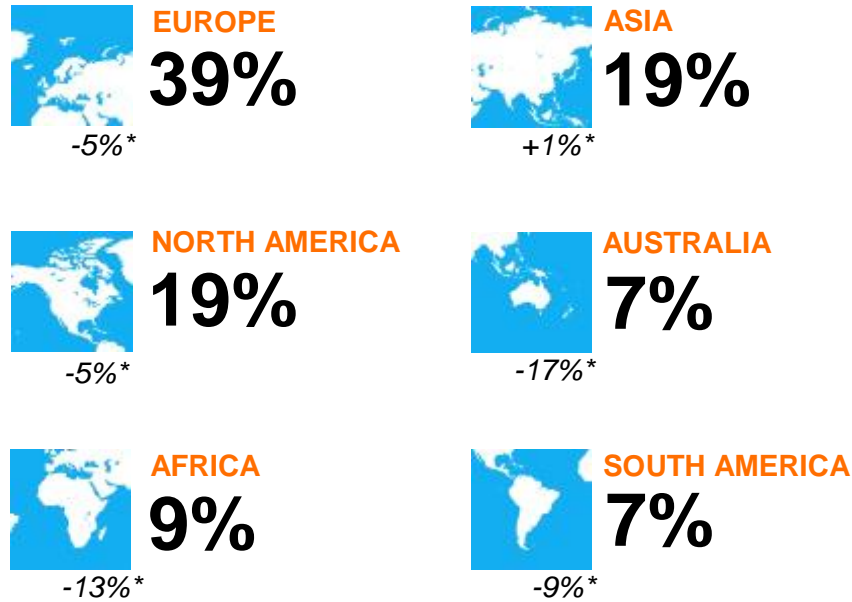 EUROPE
39%
-5%*
ASIA
19%
+1%*
NORTH AMERICA
19%
-5%*
AUSTRALIA
7%
-17%*
AFRICA
9%
-13%*
SOUTH AMERICA
7%
-9%*